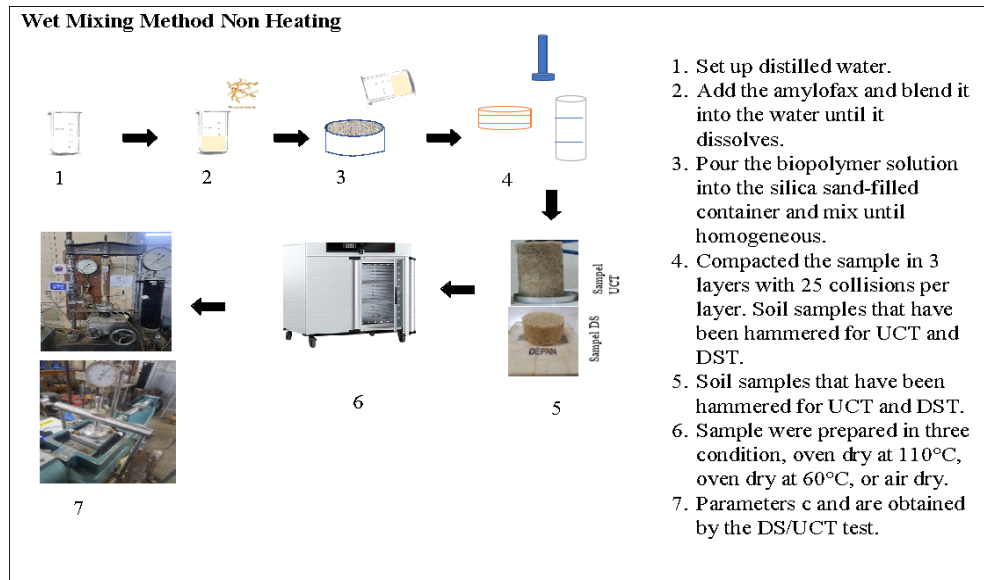 Wet Mixing Method Non Heating
1
2
3
4
Sampel UCT
Sampel DS
DEPAN
5
6
7
1. Set up distilled water.
2. Add the amylofax and blend it
into the water until it
dissolves.
3. Pour the biopolymer solution
into the silica sand-filled
container and mix until
homogeneous.
4. Compacted the sample in 3
layers with 25 collisions per
layer. Soil samples that have
been hammered for UCT and
DST.
5. Soil samples that have been
hammered for UCT and DST.
6. Sample were prepared in three
condition, oven dry at 110°C,
oven dry at 60°C, or air dry.
7. Parameters c and are obtained
by the DS/UCT test.